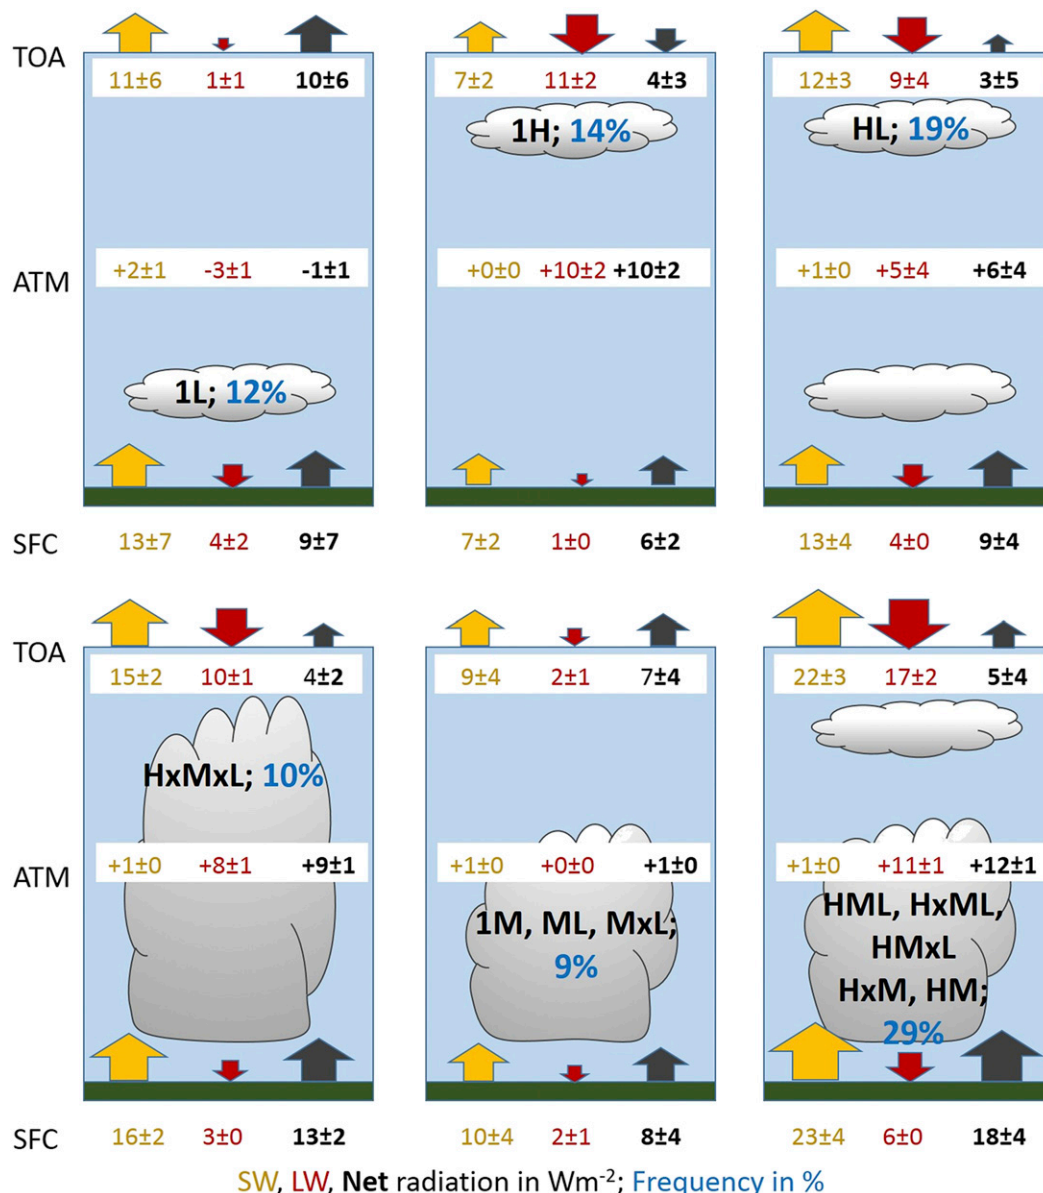 TOA
11±6 1±1 10±6
7±2 11±2 4±3
12±3 9±4 3±5
1H; 14%
HL; 19%
ATM
+2±1 -3±1 -1±1
+0±0 +10±2 +10±2
+1±0 +5±4 +6±4
1L; 12%
SFC
13±7 4±2 9±7
7±2 1±0 6±2
13±4 4±0 9±4
TOA
15±2 10±1 4±2
9±4 2±1 7±4
22±3 17±2 5±4
HxMxL; 10%
ATM
+1±0 +8±1 +9±1
+1±0 +0±0 +1±0
+1±0 +11±1 +12±1
1M, ML, MxL;
9%
HML, HxML,
HMxL
HxM, HM;
29%
SFC
16±2 3±0 13±2
10±4 2±1 8±4
23±4 6±0 18±4
SW, LW, Net radiation in Wm⁻²; Frequency in %